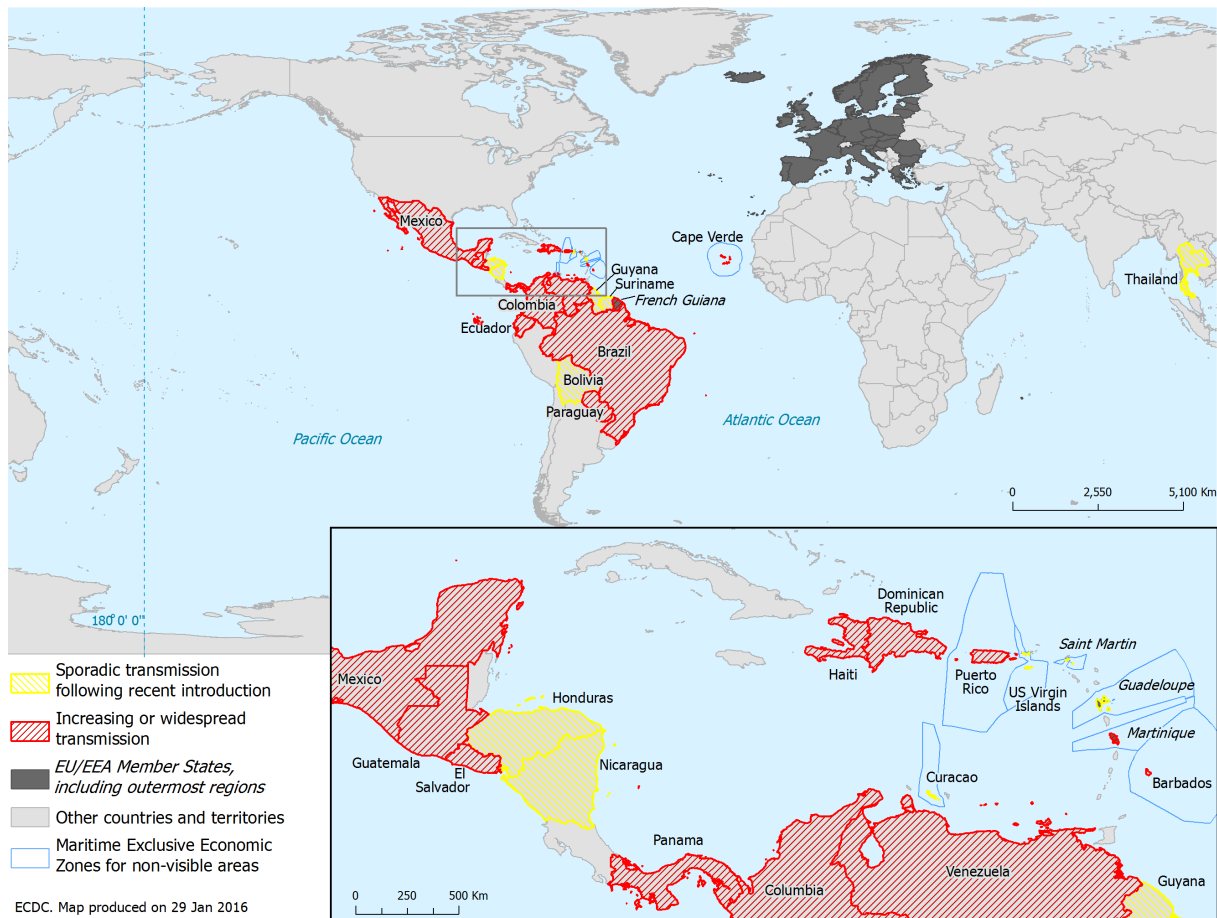 Mexico
Cape Verde
Guyana
Suriname
French Guiana
Thailand
Colombia
Ecuador
Brazil
Bolivia
Paraguay
Atlantic Ocean
Pacific Ocean
0 2,550 5,100 Km
180° 0' 0"
Sporadic transmission
following recent introduction
Increasing or widespread
transmission
EU/EEA Member States,
including outermost regions
Other countries and territories
Maritime Exclusive Economic
Zones for non-visible areas
ECDC. Map produced on 29 Jan 2016
Dominican
Republic
Saint Martin
Mexico
Haiti
Puerto
Rico
US Virgin
Islands
Guadeloupe
Honduras
Martinique
Guatemala
El
Salvador
Nicaragua
Curacao
Barbados
Panama
Venezuela
Columbia
Guyana
0 250 500 Km